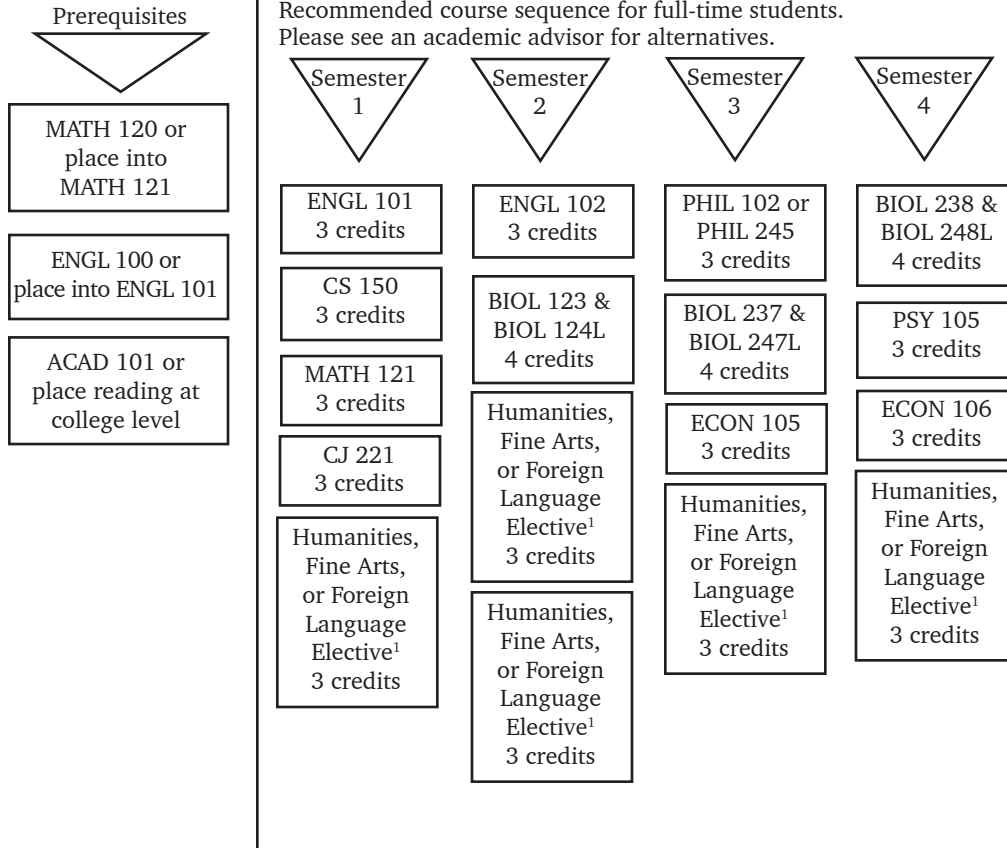 Prerequisites
MATH 120 or
place into
MATH 121
ENGL 100 or
place into ENGL 101
ACAD 101 or
place reading at
college level
Recommended course sequence for full-time students.
Please see an academic advisor for alternatives.
Semester
1
ENGL 101
3 credits
CS 150
3 credits
MATH 121
3 credits
CJ 221
3 credits
Humanities,
Fine Arts,
or Foreign
Language
Elective¹
3 credits
Semester
2
ENGL 102
3 credits
BIOL 123 &
BIOL 124L
4 credits
Humanities,
Fine Arts,
or Foreign
Language
Elective¹
3 credits
Humanities,
Fine Arts,
or Foreign
Language
Elective¹
3 credits
Semester
3
PHIL 102 or
PHIL 245
3 credits
BIOL 237 &
BIOL 247L
4 credits
ECON 105
3 credits
Humanities,
Fine Arts,
or Foreign
Language
Elective¹
3 credits
Semester
4
BIOL 238 &
BIOL 248L
4 credits
PSY 105
3 credits
ECON 106
3 credits
Humanities,
Fine Arts,
or Foreign
Language
Elective¹
3 credits